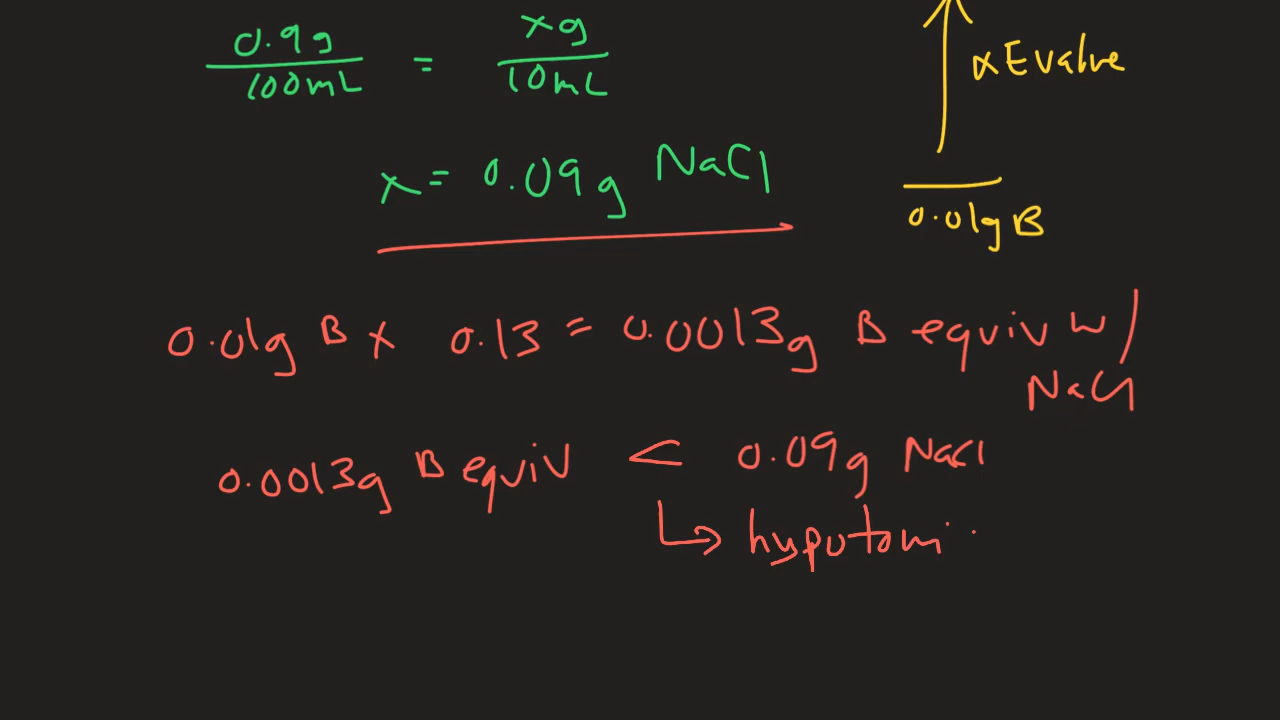 0.9g / 100mL = xg / 10mL
x = 0.09g NaCl
xEvalue
0.01g B
0.01g B x 0.13 = 0.0013g B equiv w/
NaCl
0.0013g B equiv < 0.09g NaCl
↳ hypotoni